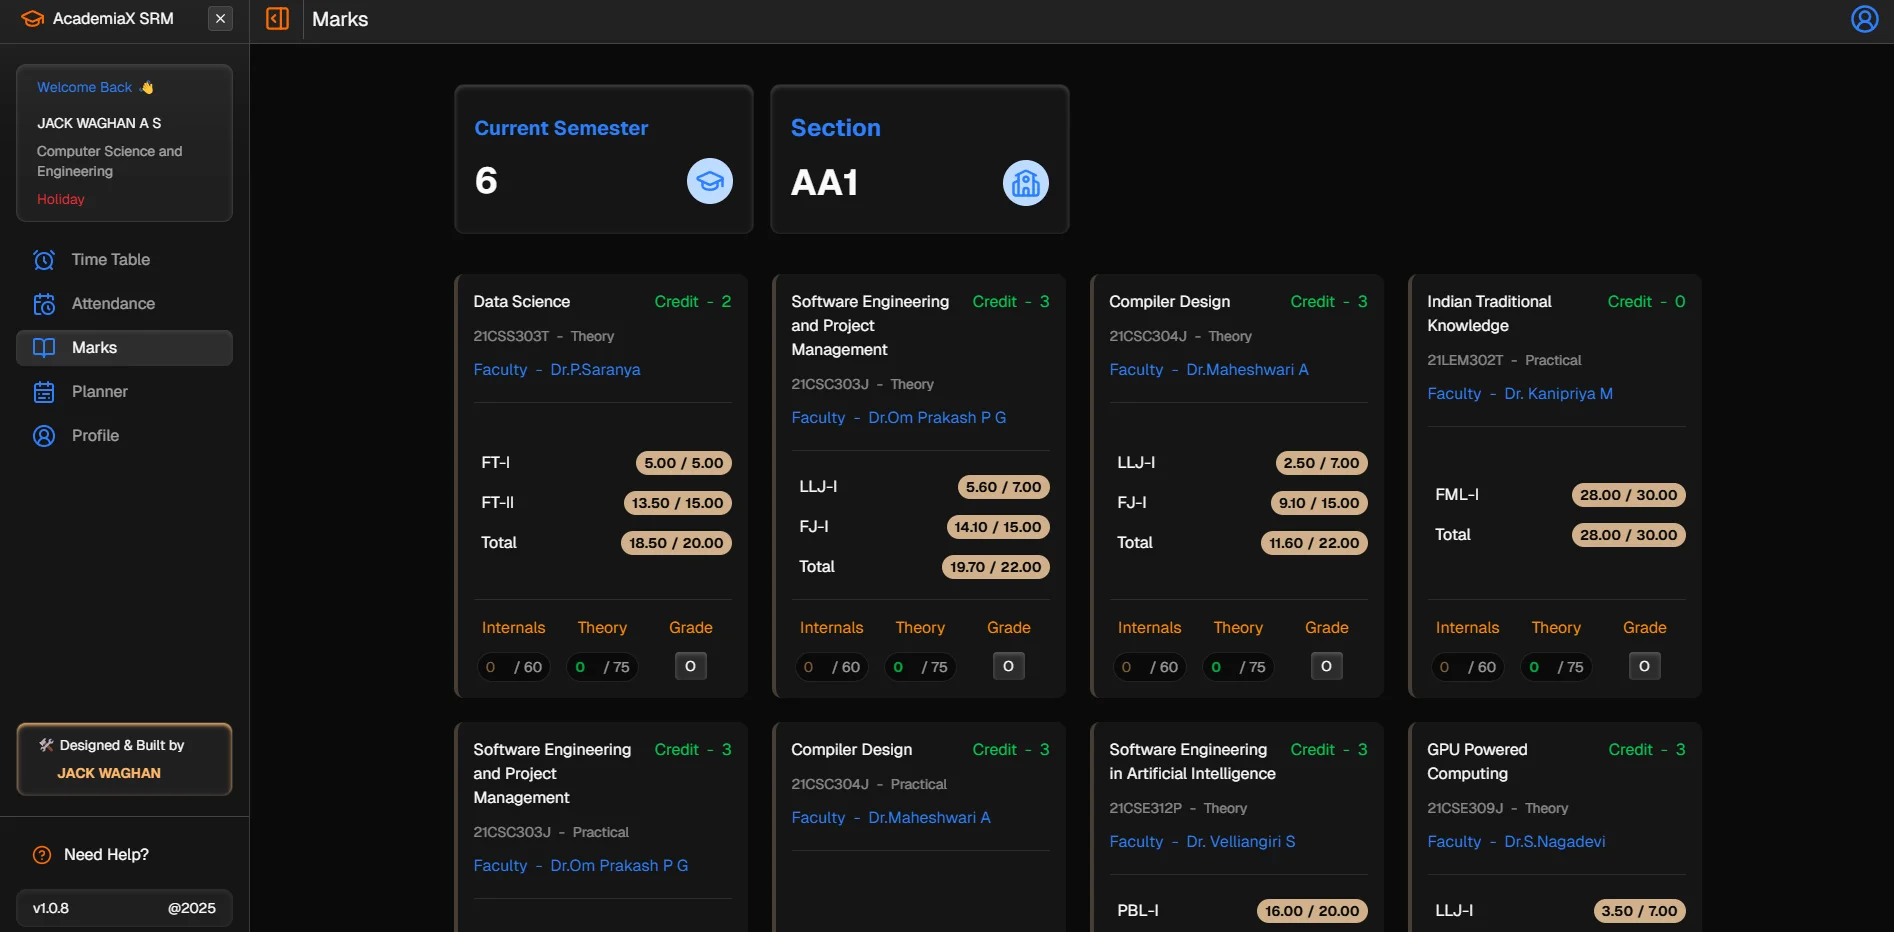 AcademiaX SRM
Marks
Welcome Back 👋
JACK WAGHAN A S
Computer Science and
Engineering
Holiday
Time Table
Attendance
Marks
Planner
Profile
🛠 Designed & Built by
JACK WAGHAN
Need Help?
v1.0.8 @2025
Current Semester
6
Section
AA1
Data Science Credit - 2
21CSS303T - Theory
Faculty - Dr.P.Saranya
FT-I 5.00 / 5.00
FT-II 13.50 / 15.00
Total 18.50 / 20.00
Internals Theory Grade
0 / 60 0 / 75 O
Software Engineering Credit - 3
and Project
Management
21CSC303J - Theory
Faculty - Dr.Om Prakash P G
LLJ-I 5.60 / 7.00
FJ-I 14.10 / 15.00
Total 19.70 / 22.00
Internals Theory Grade
0 / 60 0 / 75 O
Compiler Design Credit - 3
21CSC304J - Theory
Faculty - Dr.Maheshwari A
LLJ-I 2.50 / 7.00
FJ-I 9.10 / 15.00
Total 11.60 / 22.00
Internals Theory Grade
0 / 60 0 / 75 O
Indian Traditional Credit - 0
Knowledge
21LEM302T - Practical
Faculty - Dr. Kanipriya M
FML-I 28.00 / 30.00
Total 28.00 / 30.00
Internals Theory Grade
0 / 60 0 / 75 O
Software Engineering Credit - 3
and Project
Management
21CSC303J - Practical
Faculty - Dr.Om Prakash P G
Compiler Design Credit - 3
21CSC304J - Practical
Faculty - Dr.Maheshwari A
Software Engineering Credit - 3
in Artificial Intelligence
21CSE312P - Theory
Faculty - Dr. Velliangiri S
PBL-I 16.00 / 20.00
GPU Powered Credit - 3
Computing
21CSE309J - Theory
Faculty - Dr.S.Nagadevi
LLJ-I 3.50 / 7.00